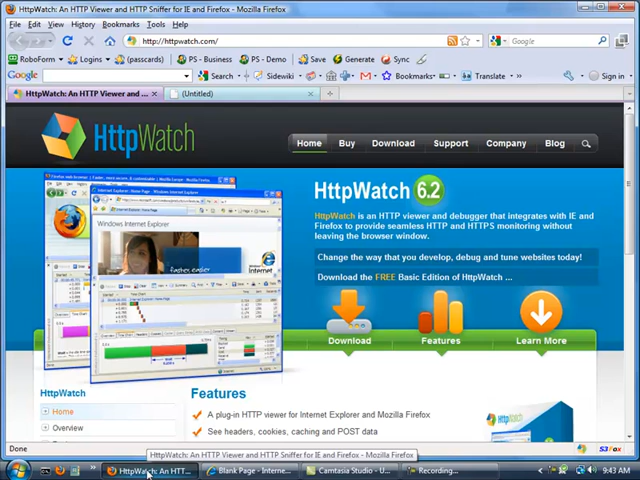 HttpWatch: An HTTP Viewer and HTTP Sniffer for IE and Firefox - Mozilla Firefox
File Edit View History Bookmarks Tools Help
http://httpwatch.com/
Google
RoboForm Logins (passcards) PS - Business PS - Demo Save Generate Sync
Google Search Sidewiki Bookmarks Translate Sign in
HttpWatch: An HTTP Viewer and ... (Untitled)
HttpWatch
Home Buy Download Support Company Blog
HttpWatch 6.2
HttpWatch is an HTTP viewer and debugger that integrates with IE and
Firefox to provide seamless HTTP and HTTPS monitoring without
leaving the browser window.
Change the way that you develop, debug and tune websites today!
Download the FREE Basic Edition of HttpWatch ...
Windows Internet Explorer
Faster, easier
Download Features Learn More
HttpWatch
Home
Overview
Features
A plug-in HTTP viewer for Internet Explorer and Mozilla Firefox
See headers, cookies, caching and POST data
Done
S3Fox
HttpWatch: An HTTP Viewer and HTTP Sniffer for IE and Firefox - Mozilla Firefox
HttpWatch: An HTT... Blank Page - Interne... Camtasia Studio - U... Recording... 9:43 AM